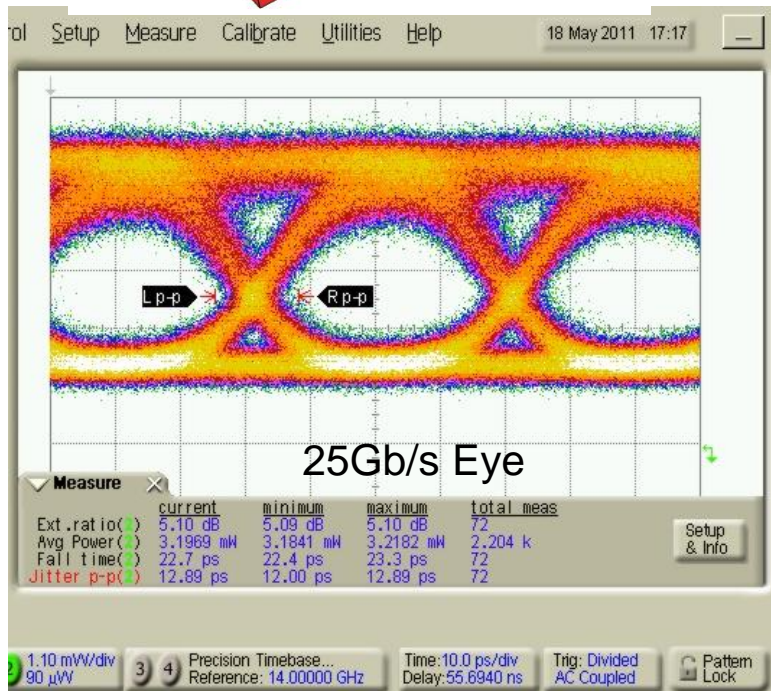 rol Setup Measure Calibrate Utilities Help 18 May 2011 17:17
L p-p R p-p
25Gb/s Eye
Measure
current minimum maximum total meas
Ext.ratio(2) 5.10 dB 5.09 dB 5.10 dB 72
Avg Power(2) 3.1969 mW 3.1841 mW 3.2182 mW 2.204 k
Fall time(2) 22.7 ps 22.4 ps 23.3 ps 72
Jitter p-p(2) 12.89 ps 12.00 ps 12.89 ps 72
Setup
& Info
2 1.10 mW/div
90 µW
3 4 Precision Timebase...
Reference: 14.00000 GHz
Time:10.0 ps/div
Delay:55.6940 ns
Trig: Divided
AC Coupled
Pattern
Lock